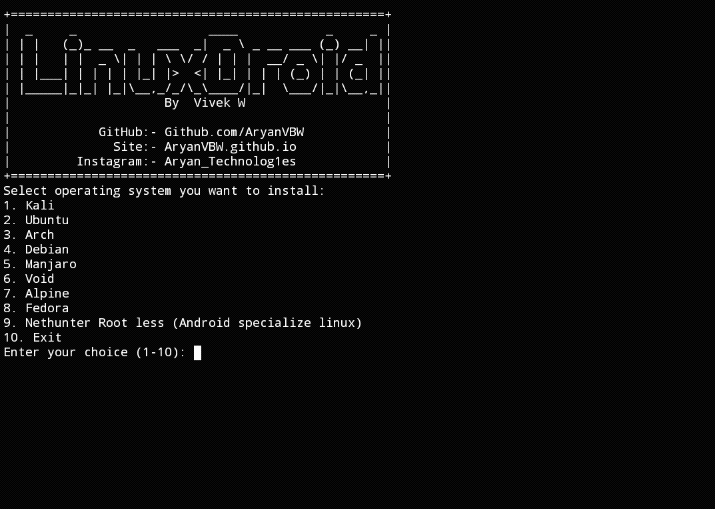 LinuxDroid
By Vivek W
GitHub:- Github.com/AryanVBW
Site:- AryanVBW.github.io
Instagram:- Aryan_Technolog1es
Select operating system you want to install:
1. Kali
2. Ubuntu
3. Arch
4. Debian
5. Manjaro
6. Void
7. Alpine
8. Fedora
9. Nethunter Root less (Android specialize linux)
10. Exit
Enter your choice (1-10):